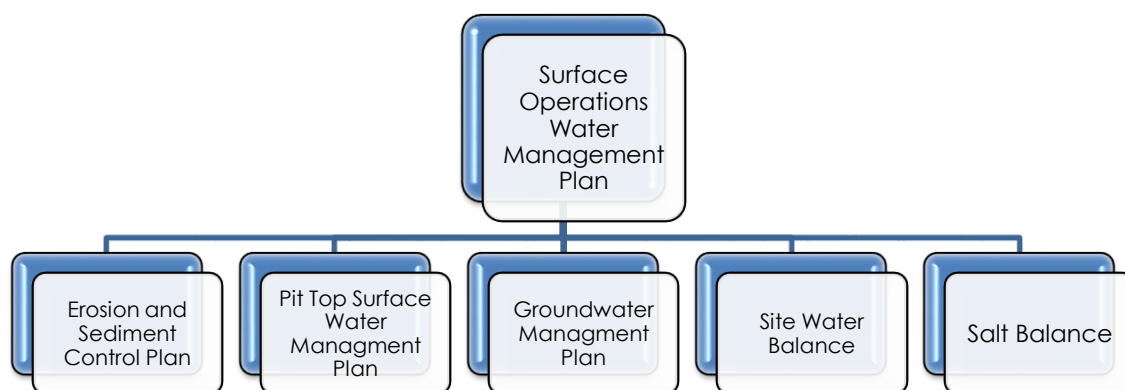 Surface
Operations
Water
Management
Plan
Erosion and
Sediment
Control Plan
Pit Top Surface
Water
Managment
Plan
Groundwater
Managment
Plan
Site Water
Balance
Salt Balance